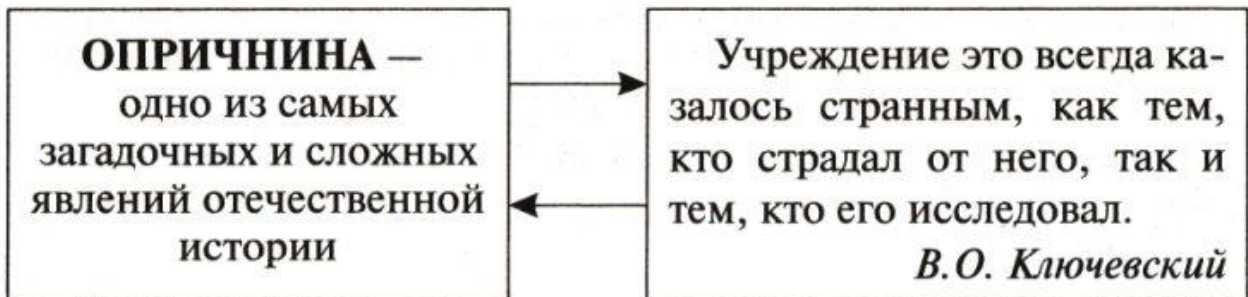 ОПРИЧНИНА —
одно из самых
загадочных и сложных
явлений отечественной
истории
Учреждение это всегда ка-
залось странным, как тем,
кто страдал от него, так и
тем, кто его исследовал.
В.О. Ключевский